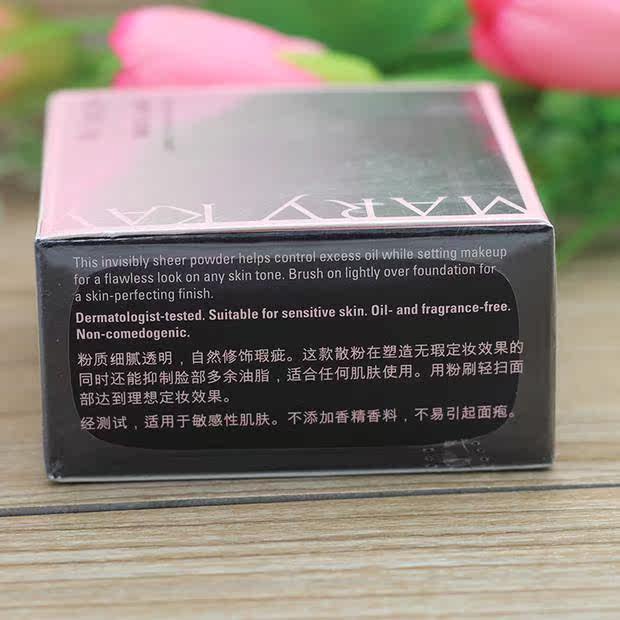 MARY KAY
This invisibly sheer powder helps control excess oil while setting makeup
for a flawless look on any skin tone. Brush on lightly over foundation for
a skin-perfecting finish.
Dermatologist-tested. Suitable for sensitive skin. Oil- and fragrance-free.
Non-comedogenic.
粉质细腻透明，自然修饰瑕疵。这款散粉在塑造无瑕定妆效果的
同时还能抑制脸部多余油脂，适合任何肌肤使用。用粉刷轻扫面
部达到理想定妆效果。
经测试，适用于敏感性肌肤。不添加香精香料，不易引起面疱。